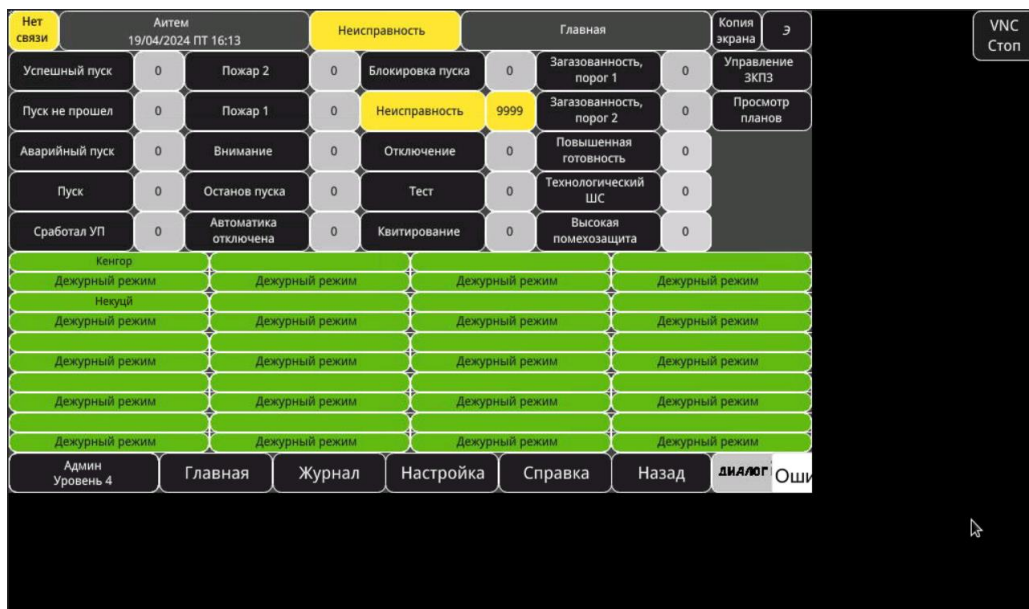 Нет связи
Аитем
19/04/2024 ПТ 16:13
Неисправность
Главная
Копия экрана
Э
VNC Стоп
Успешный пуск 0 Пожар 2 0 Блокировка пуска 0 Загазованность, порог 1 0 Управление ЗКПЗ
Пуск не прошел 0 Пожар 1 0 Неисправность 9999 Загазованность, порог 2 0 Просмотр планов
Аварийный пуск 0 Внимание 0 Отключение 0 Повышенная готовность 0
Пуск 0 Останов пуска 0 Тест 0 Технологический ШС 0
Сработал УП 0 Автоматика отключена 0 Квитирование 0 Высокая помехозащита 0
Кенгор
Дежурный режим Дежурный режим Дежурный режим Дежурный режим
Некуцй
Дежурный режим Дежурный режим Дежурный режим Дежурный режим
Дежурный режим Дежурный режим Дежурный режим Дежурный режим
Дежурный режим Дежурный режим Дежурный режим Дежурный режим
Дежурный режим Дежурный режим Дежурный режим Дежурный режим
Админ Уровень 4
Главная Журнал Настройка Справка Назад ДИАЛОГ Оши